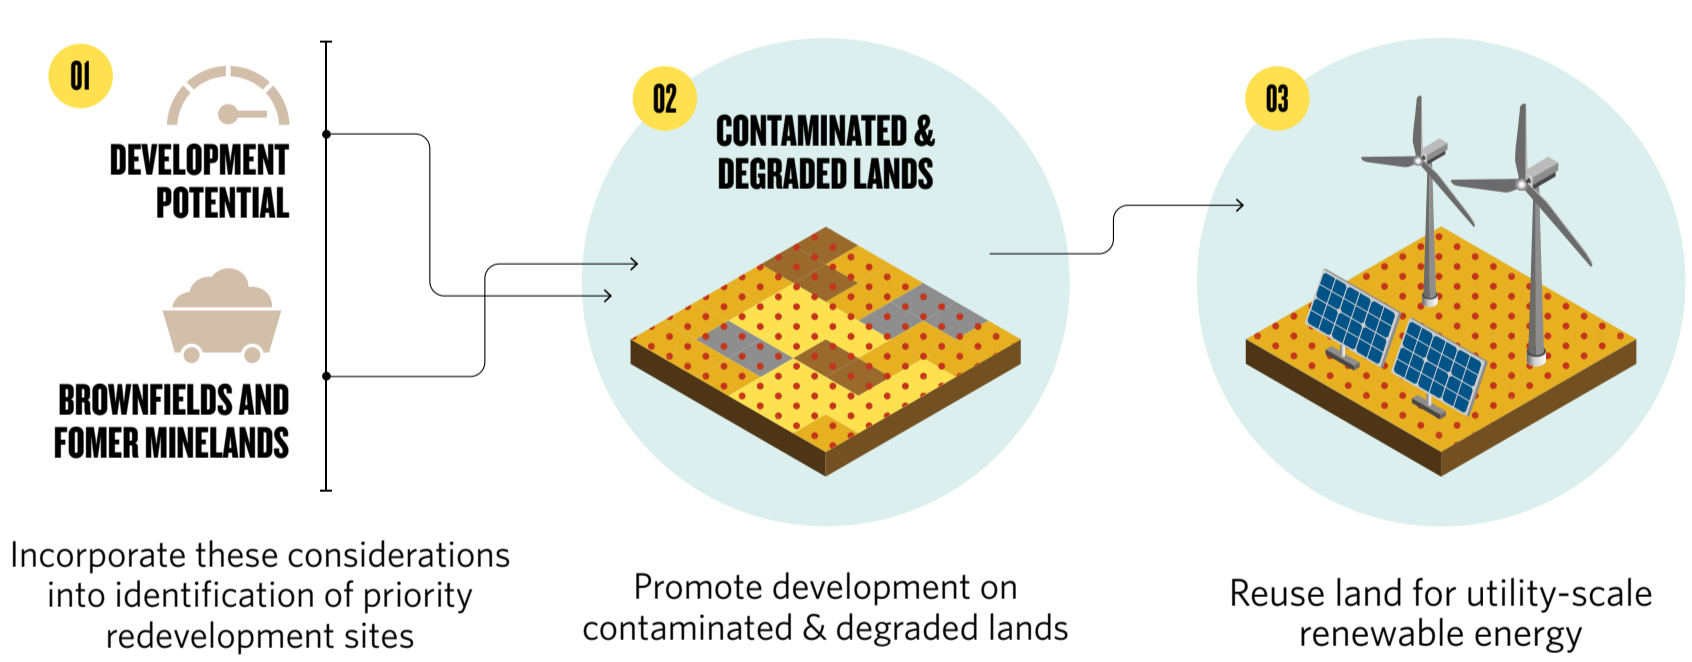 01
DEVELOPMENT
POTENTIAL
BROWNFIELDS AND
FOMER MINELANDS
Incorporate these considerations
into identification of priority
redevelopment sites
02
CONTAMINATED &
DEGRADED LANDS
Promote development on
contaminated & degraded lands
03
Reuse land for utility-scale
renewable energy